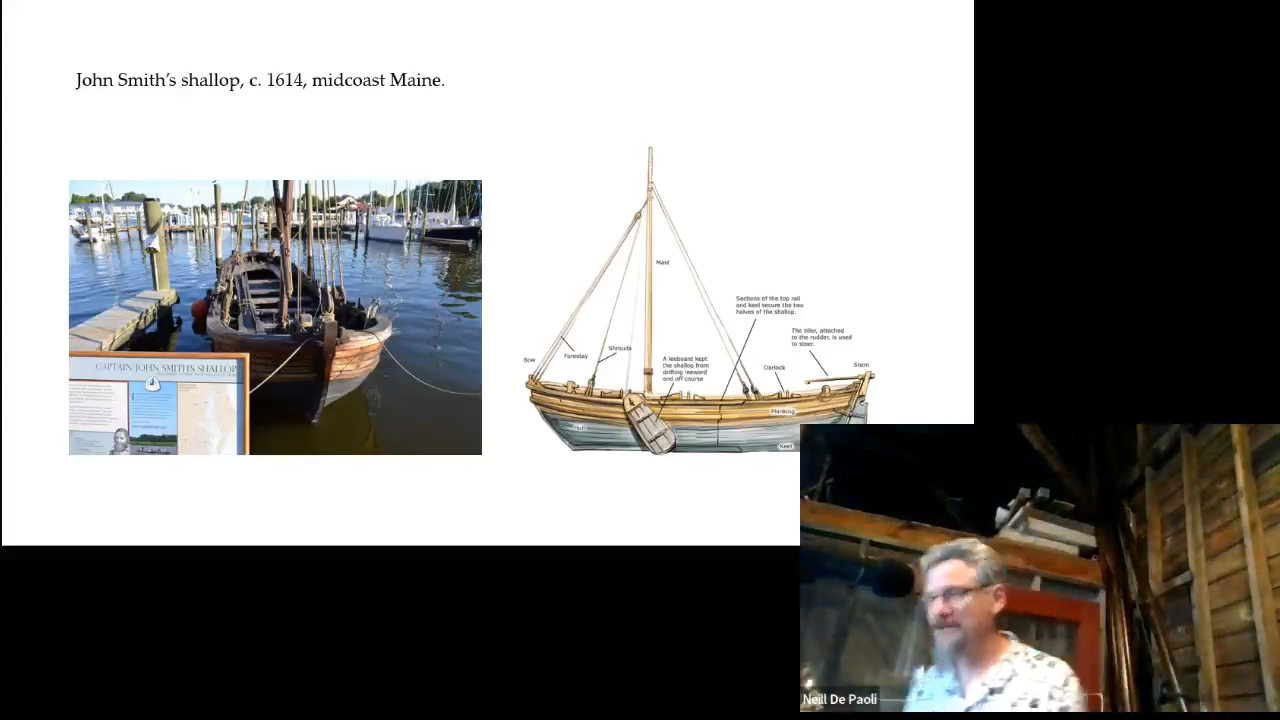 John Smith's shallop, c. 1614, midcoast Maine.
CAPTAIN JOHN SMITH'S SHALLOP
Mast
Sections of the top rail
and keel secure the two
halves of the shallop.
The tiller, attached
to the rudder, is used
to steer.
Bow
Forestay
Shrouds
A leeboard kept
the shallop from
drifting leeward
and off course
Oarlock
Stern
Hull
Planking
Keel
Neill De Paoli